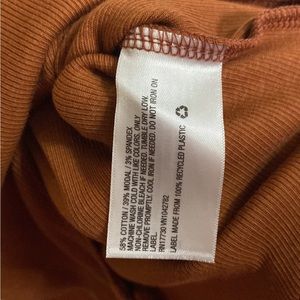 58% COTTON / 39% MODAL / 3% SPANDEX
MACHINE WASH COLD WITH LIKE COLORS. ONLY
NON-CHLORINE BLEACH IF NEEDED. TUMBLE DRY LOW.
REMOVE PROMPTLY. COOL IRON IF NEEDED. DO NOT IRON ON
LABEL.
RN17730 VN1042782
LABEL MADE FROM 100% RECYCLED PLASTIC